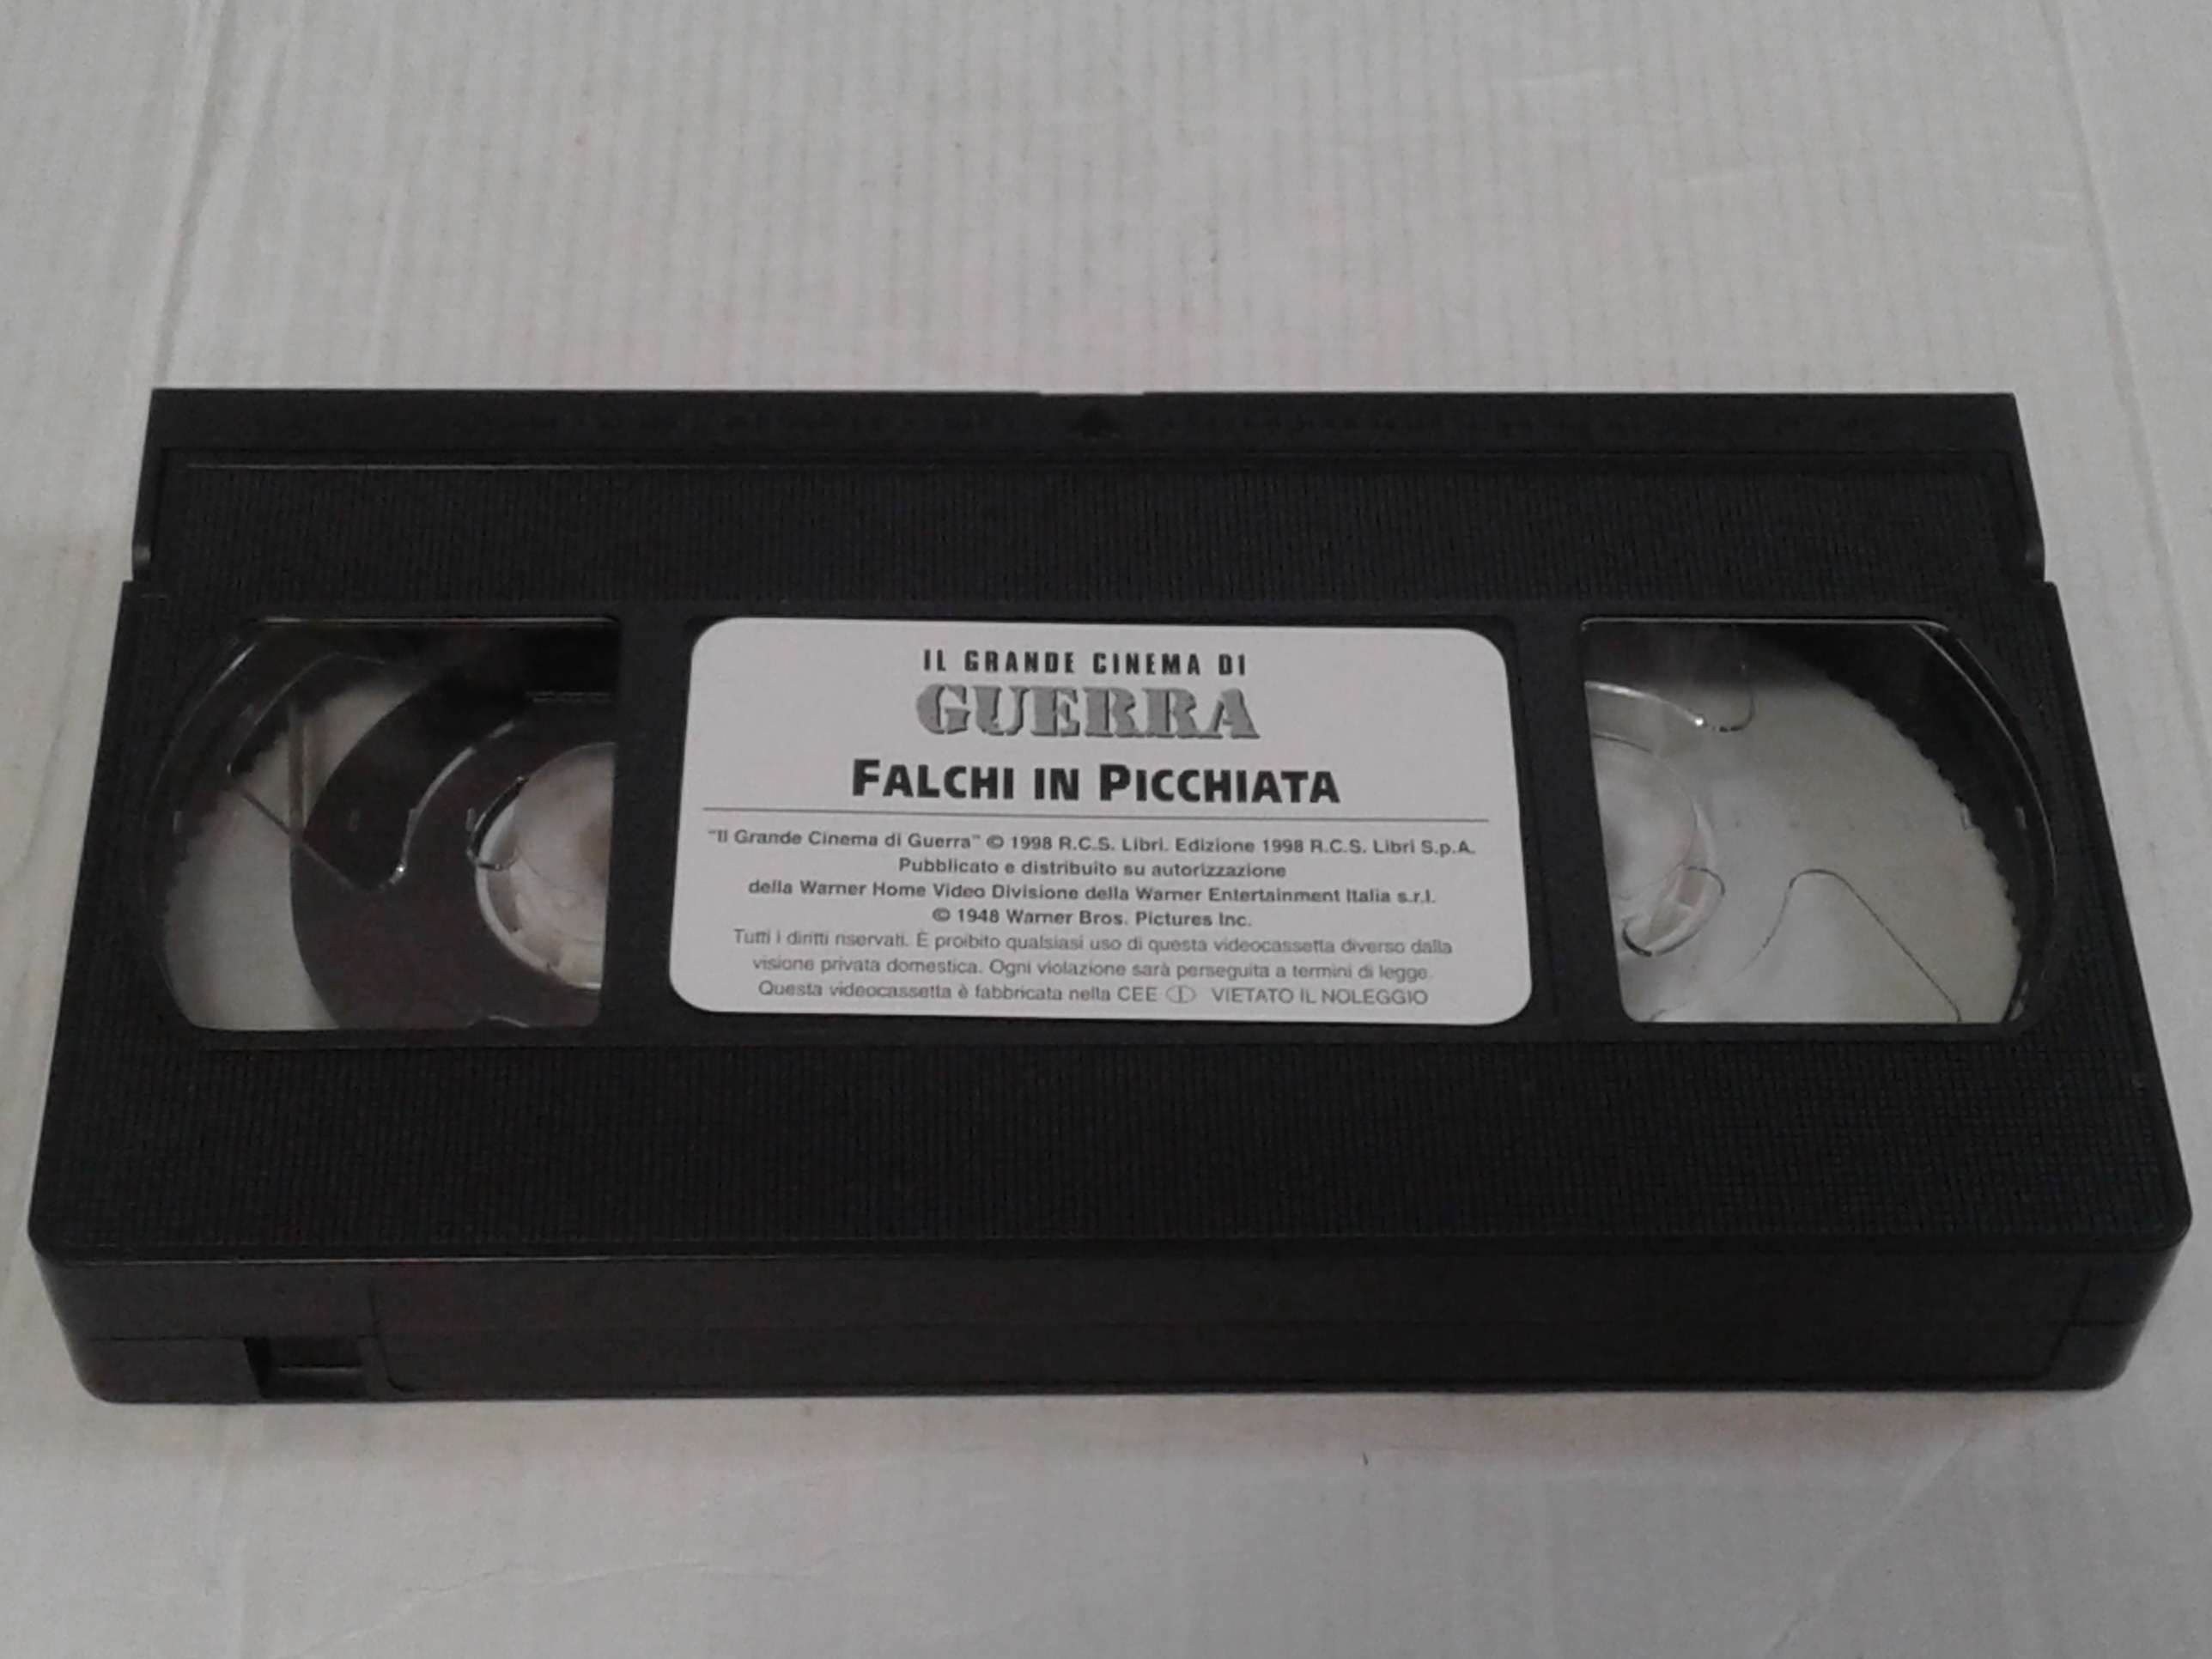 IL GRANDE CINEMA DI
GUERRA
FALCHI IN PICCHIATA
"Il Grande Cinema di Guerra" © 1998 R.C.S. Libri. Edizione 1998 R.C.S. Libri S.p.A.
Pubblicato e distribuito su autorizzazione
della Warner Home Video Divisione della Warner Entertainment Italia s.r.l.
© 1948 Warner Bros. Pictures Inc.
Tutti i diritti riservati. È proibito qualsiasi uso di questa videocassetta diverso dalla
visione privata domestica. Ogni violazione sarà perseguita a termini di legge.
Questa videocassetta è fabbricata nella CEE Ⓘ VIETATO IL NOLEGGIO